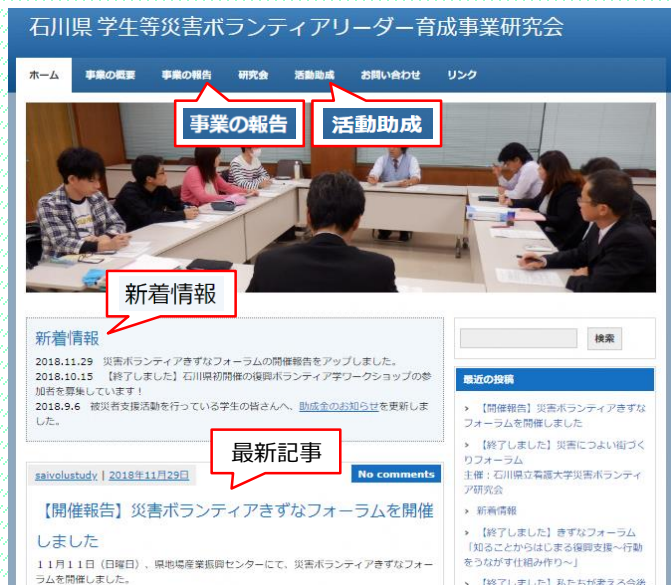 石川県 学生等災害ボランティアリーダー育成事業研究会
ホーム 事業の概要 事業の報告 研究会 活動助成 お問い合わせ リンク
事業の報告 活動助成
新着情報
新着情報
2018.11.29 災害ボランティアきずなフォーラムの開催報告をアップしました。
2018.10.15 【終了しました】石川県初開催の復興ボランティア学ワークショップの参
加者を募集しています！
2018.9.6 被災者支援活動を行っている学生の皆さんへ、助成金のお知らせを更新しま
した。
検索
最近の投稿
> 【開催報告】災害ボランティアきずな
フォーラムを開催しました
> 【終了しました】災害につよい街づく
りフォーラム
主催：石川県立看護大学災害ボランティ
ア研究会
> 新着情報
> 【終了しました】きずなフォーラム
「知ることからはじまる復興支援～行動
をうながす仕組み作り～」
> 【終了しました】私たちが考える今後
最新記事
saivolustudy | 2018年11月29日 No comments
【開催報告】災害ボランティアきずなフォーラムを開催
しました
１１月１１日（日曜日）、県地場産業振興センターにて、災害ボランティアきずなフォー
ラムを開催しました。